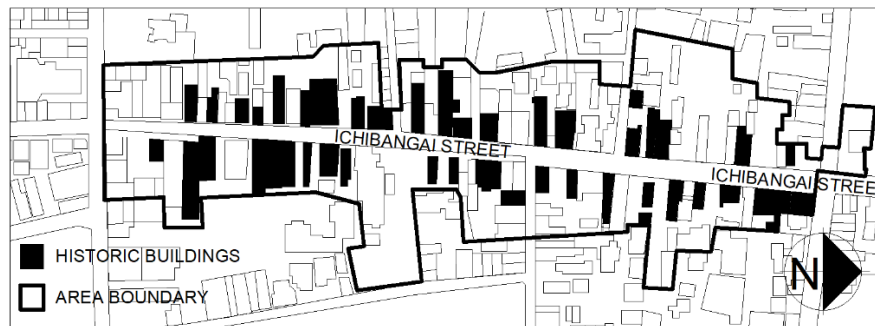 ICHIBANGAI STREET
ICHIBANGAI STREE
HISTORIC BUILDINGS
AREA BOUNDARY
N